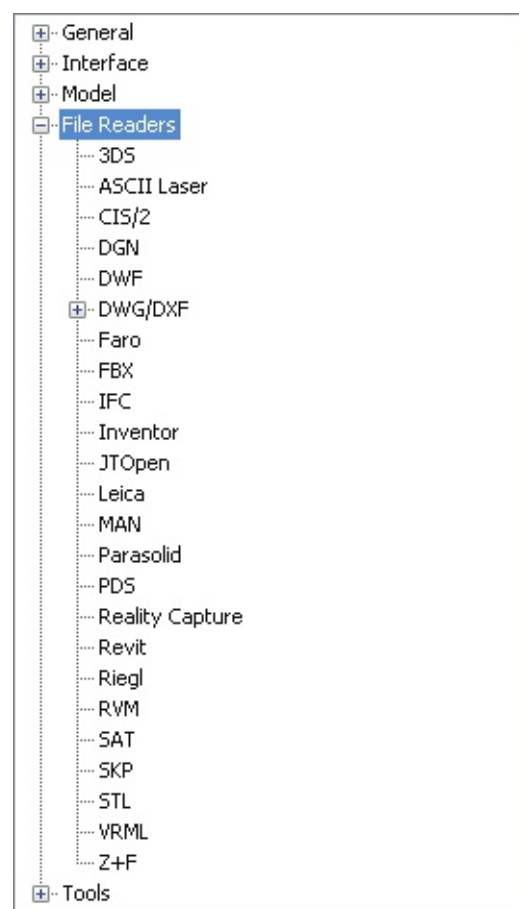 General
Interface
Model
File Readers
3DS
ASCII Laser
CIS/2
DGN
DWF
DWG/DXF
Faro
FBX
IFC
Inventor
JTOpen
Leica
MAN
Parasolid
PDS
Reality Capture
Revit
Riegl
RVM
SAT
SKP
STL
VRML
Z+F
Tools